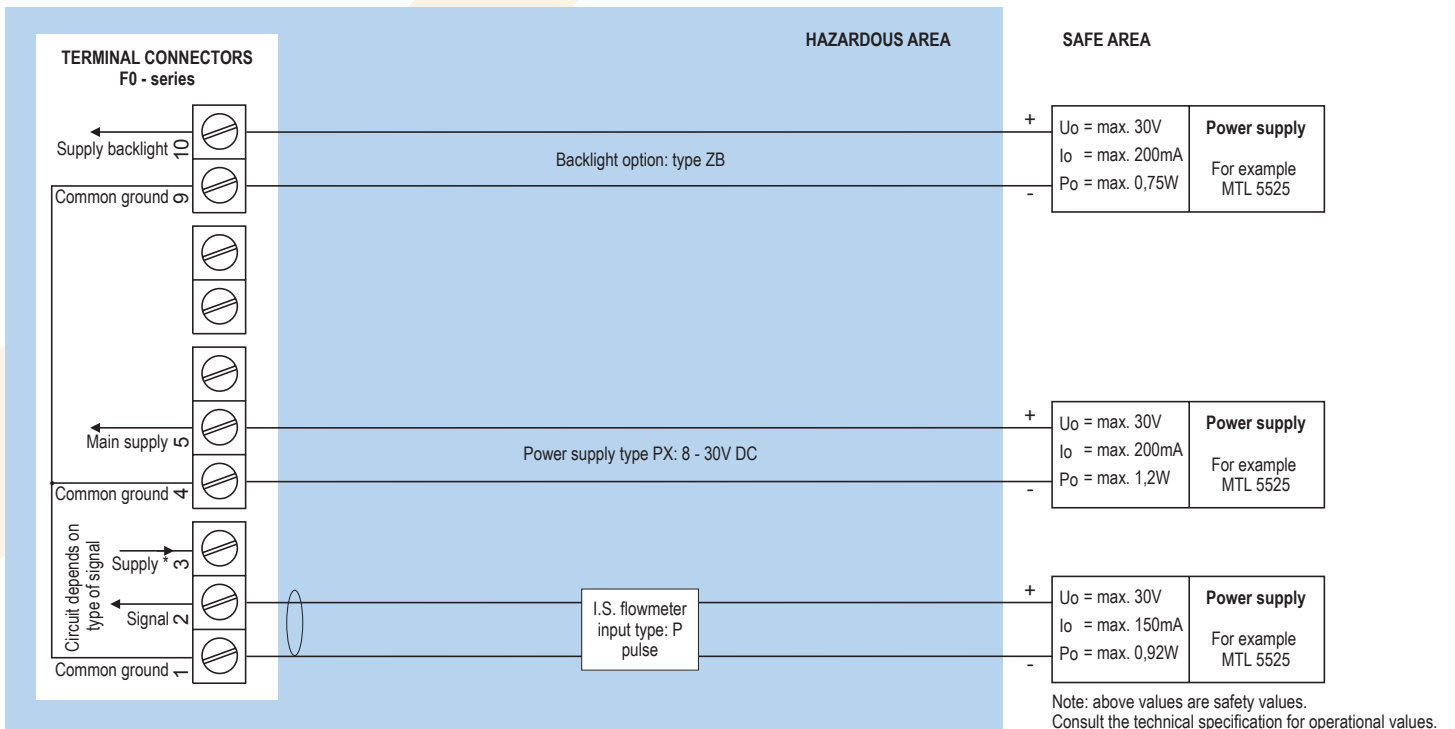 HAZARDOUS AREA
SAFE AREA
TERMINAL CONNECTORS
F0 - series
Supply backlight 10
Common ground 9
Backlight option: type ZB
+
-
Uo = max. 30V
Io = max. 200mA
Po = max. 0,75W
Power supply
For example
MTL 5525
Main supply 5
Common ground 4
Power supply type PX: 8 - 30V DC
+
-
Uo = max. 30V
Io = max. 200mA
Po = max. 1,2W
Power supply
For example
MTL 5525
Circuit depends on
type of signal
Supply * 3
Signal 2
Common ground 1
I.S. flowmeter
input type: P
pulse
+
-
Uo = max. 30V
Io = max. 150mA
Po = max. 0,92W
Power supply
For example
MTL 5525
Note: above values are safety values.
Consult the technical specification for operational values.